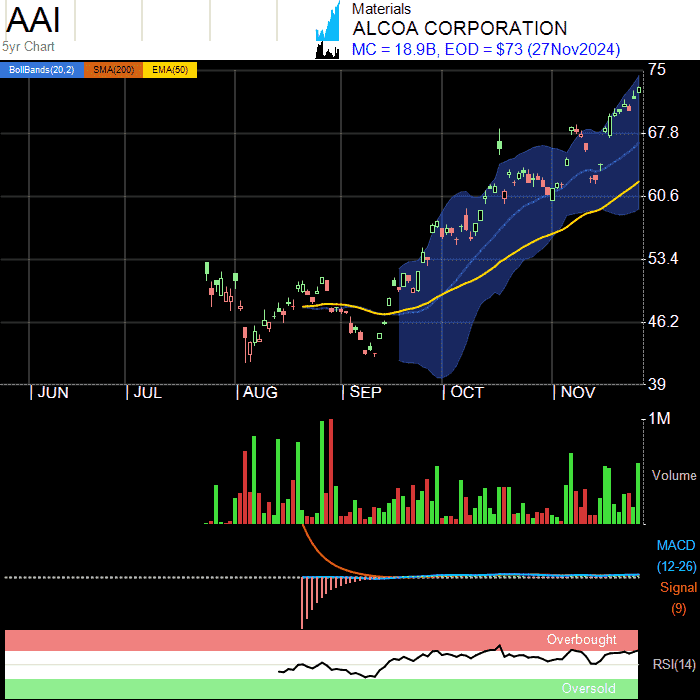 AAI
5yr Chart
Materials
ALCOA CORPORATION
MC = 18.9B, EOD = $73 (27Nov2024)
BollBands(20,2) SMA(200) EMA(50)
75
67.8
60.6
53.4
46.2
39
JUN JUL AUG SEP OCT NOV
1M
Volume
MACD
(12-26)
Signal
(9)
Overbought
RSI(14)
Oversold